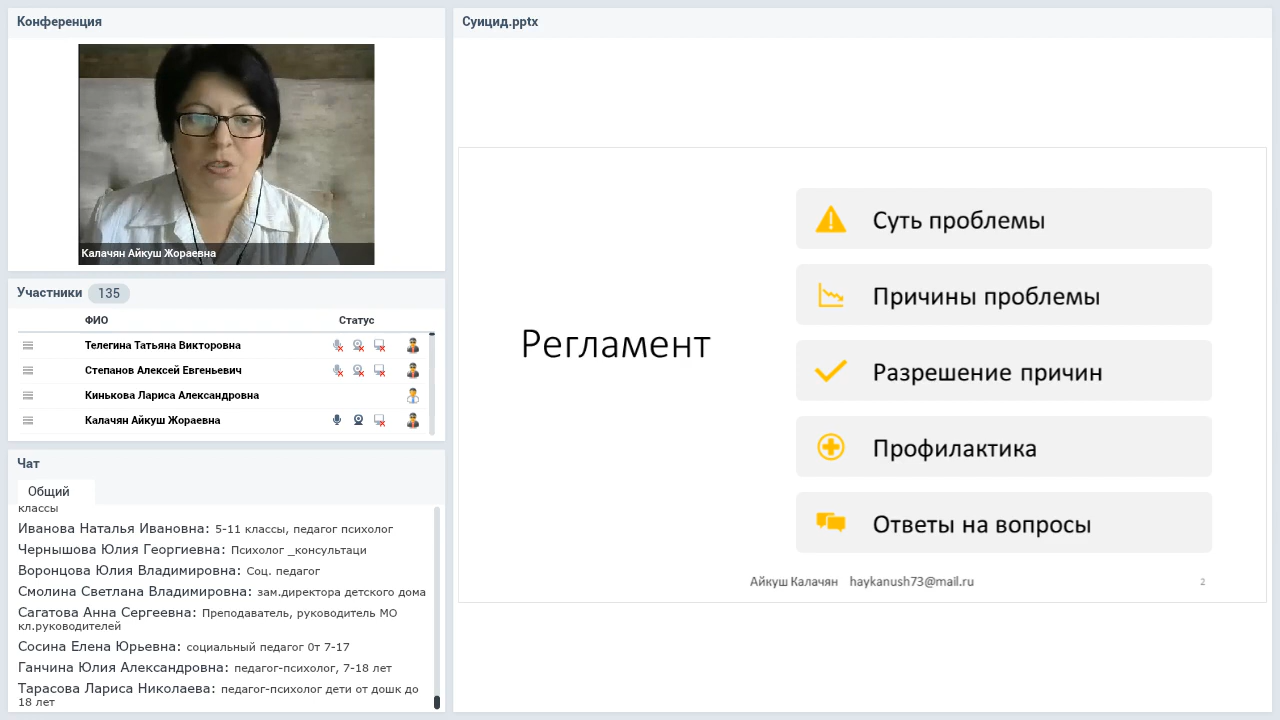 Конференция
Калачян Айкуш Жораевна
Участники 135
ФИО Статус
Телегина Татьяна Викторовна
Степанов Алексей Евгеньевич
Кинькова Лариса Александровна
Калачян Айкуш Жораевна
Чат
Общий
классы
Иванова Наталья Ивановна: 5-11 классы, педагог психолог
Чернышова Юлия Георгиевна: Психолог _консультаци
Воронцова Юлия Владимировна: Соц. педагог
Смолина Светлана Владимировна: зам.директора детского дома
Сагатова Анна Сергеевна: Преподаватель, руководитель МО
кл.руководителей
Сосина Елена Юрьевна: социальный педагог 0т 7-17
Ганчина Юлия Александровна: педагог-психолог, 7-18 лет
Тарасова Лариса Николаева: педагог-психолог дети от дошк до
18 лет
Суицид.pptx
Регламент
Суть проблемы
Причины проблемы
Разрешение причин
Профилактика
Ответы на вопросы
Айкуш Калачян haykanush73@mail.ru
2